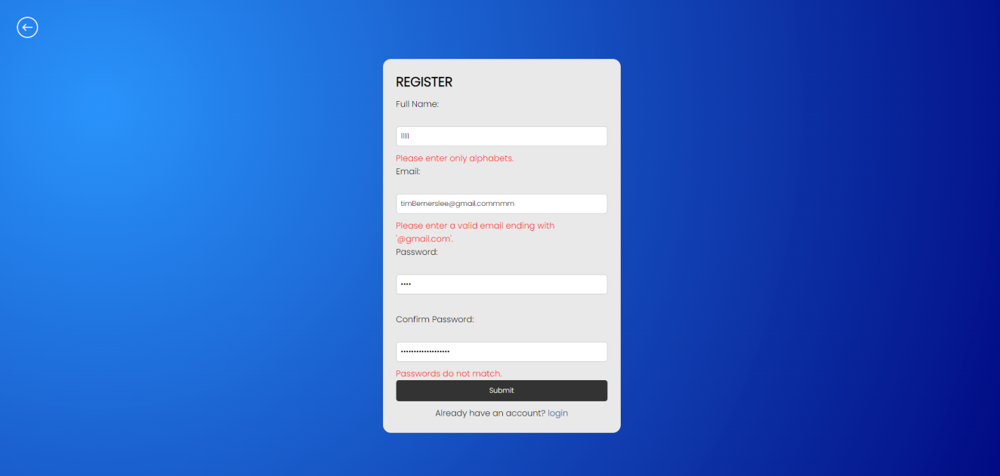 REGISTER
Full Name:
1111
Please enter only alphabets.
Email:
timBernerslee@gmail.commmm
Please enter a valid email ending with
'@gmail.com'.
Password:
••••
Confirm Password:
•••••••••••••••••••
Passwords do not match.
Submit
Already have an account? login